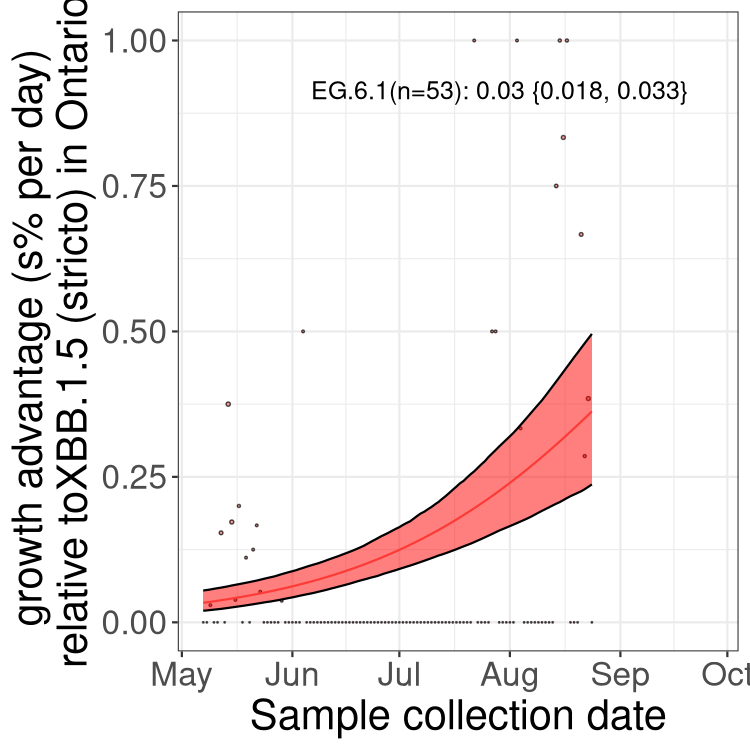 growth advantage (s% per day)
relative toXBB.1.5 (stricto) in Ontario
1.00
0.75
0.50
0.25
0.00
EG.6.1(n=53): 0.03 {0.018, 0.033}
May Jun Jul Aug Sep Oct
Sample collection date